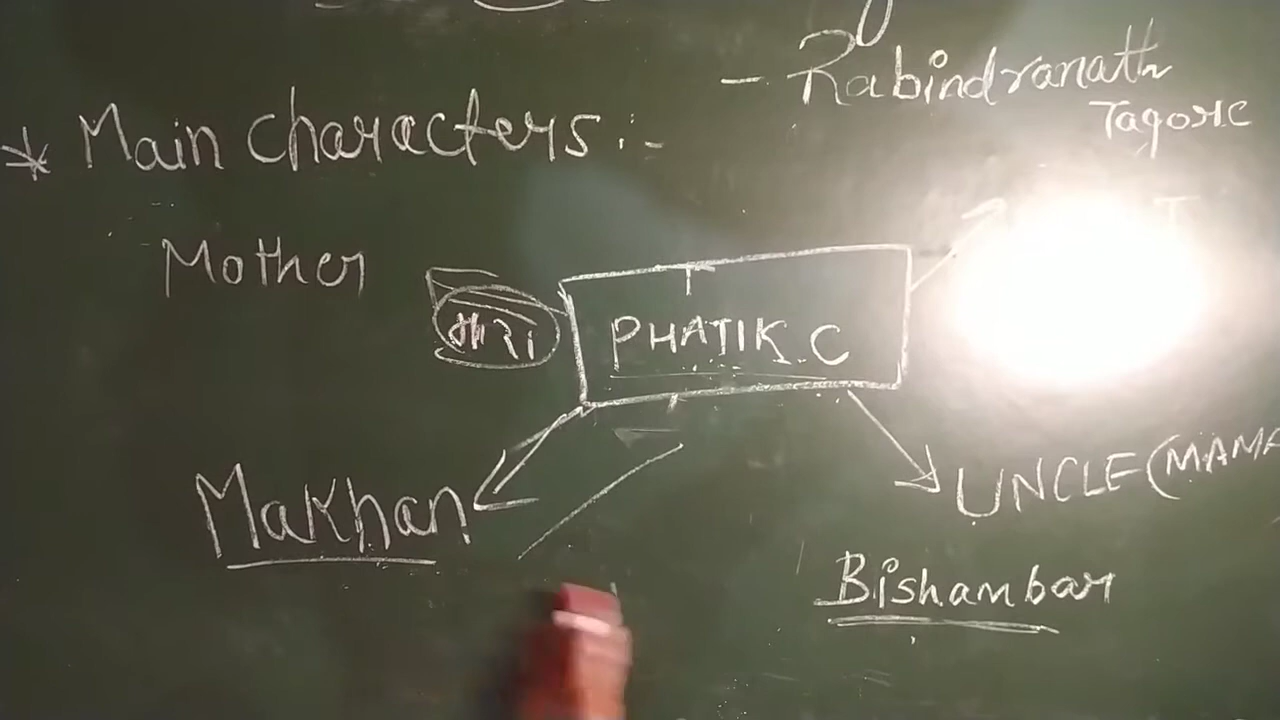 - Rabindranath
Tagore
* Main characters :-
Mother
PHATIK C
Makhan
UNCLE (MAMA
Bishambar